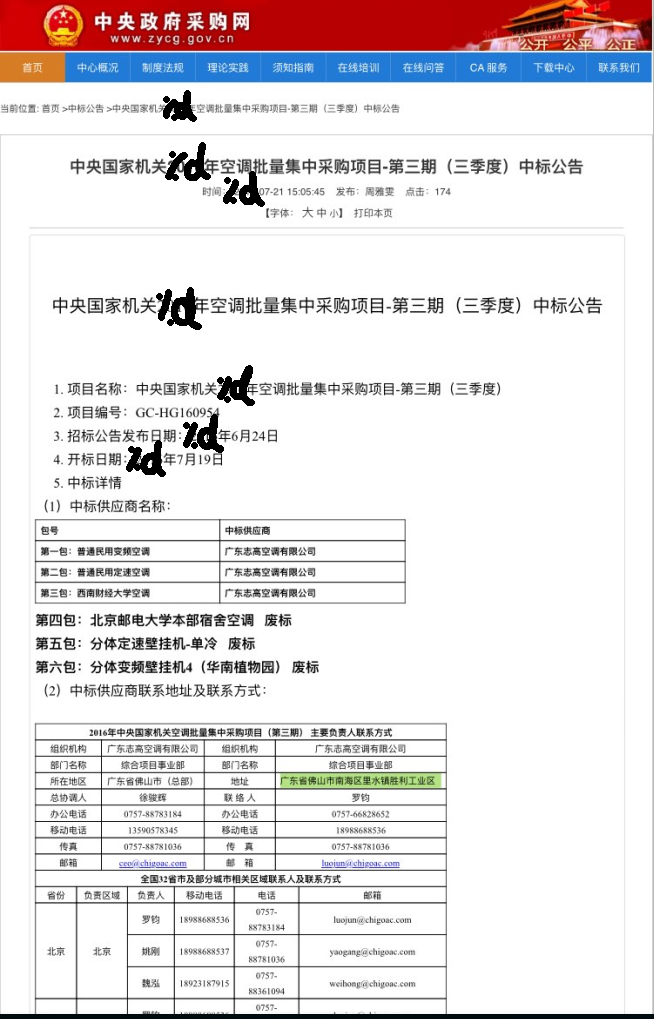 中央政府采购网
www.zycg.gov.cn
公开 公平 公正
首页 中心概况 制度法规 理论实践 须知指南 在线培训 在线问答 CA 服务 下载中心 联系我们
当前位置: 首页 >中标公告 >中央国家机关%d年空调批量集中采购项目-第三期（三季度）中标公告
中央国家机关%d年空调批量集中采购项目-第三期（三季度）中标公告
时间: %d-07-21 15:05:45 发布：周雅雯 点击：174
【字体： 大 中 小】 打印本页
中央国家机关%d年空调批量集中采购项目-第三期（三季度）中标公告
1. 项目名称：中央国家机关%d年空调批量集中采购项目-第三期（三季度）
2. 项目编号：GC-HG160954
3. 招标公告发布日期：%d年6月24日
4. 开标日期：%d年7月19日
5. 中标详情
（1）中标供应商名称：
包号 中标供应商
第一包：普通民用变频空调 广东志高空调有限公司
第二包：普通民用定速空调 广东志高空调有限公司
第三包：西南财经大学空调 广东志高空调有限公司
第四包：北京邮电大学本部宿舍空调 废标
第五包：分体定速壁挂机-单冷 废标
第六包：分体变频壁挂机4（华南植物园） 废标
（2）中标供应商联系地址及联系方式：
2016年中央国家机关空调批量集中采购项目（第三期）主要负责人联系方式
组织机构 广东志高空调有限公司 组织机构 广东志高空调有限公司
部门名称 综合项目事业部 部门名称 综合项目事业部
所在地区 广东省佛山市（总部） 地址 广东省佛山市南海区里水镇胜利工业区
总协调人 徐骏辉 联 络 人 罗钧
办公电话 0757-88783184 办公电话 0757-66828652
移动电话 13590578345 移动电话 18988688536
传真 0757-88781036 传 真 0757-88781036
邮箱 ceo@chigoac.com 邮 箱 luojun@chigoac.com
全国32省市及部分城市相关区域联系人及联系方式
省份 负责区域 负责人 移动电话 电话 邮箱
北京 北京 罗钧 18988688536 0757-88783184 luojun@chigoac.com
姚刚 18988688537 0757-88781036 yaogang@chigoac.com
魏泓 18923187915 0757-88361094 weihong@chigoac.com
0757-